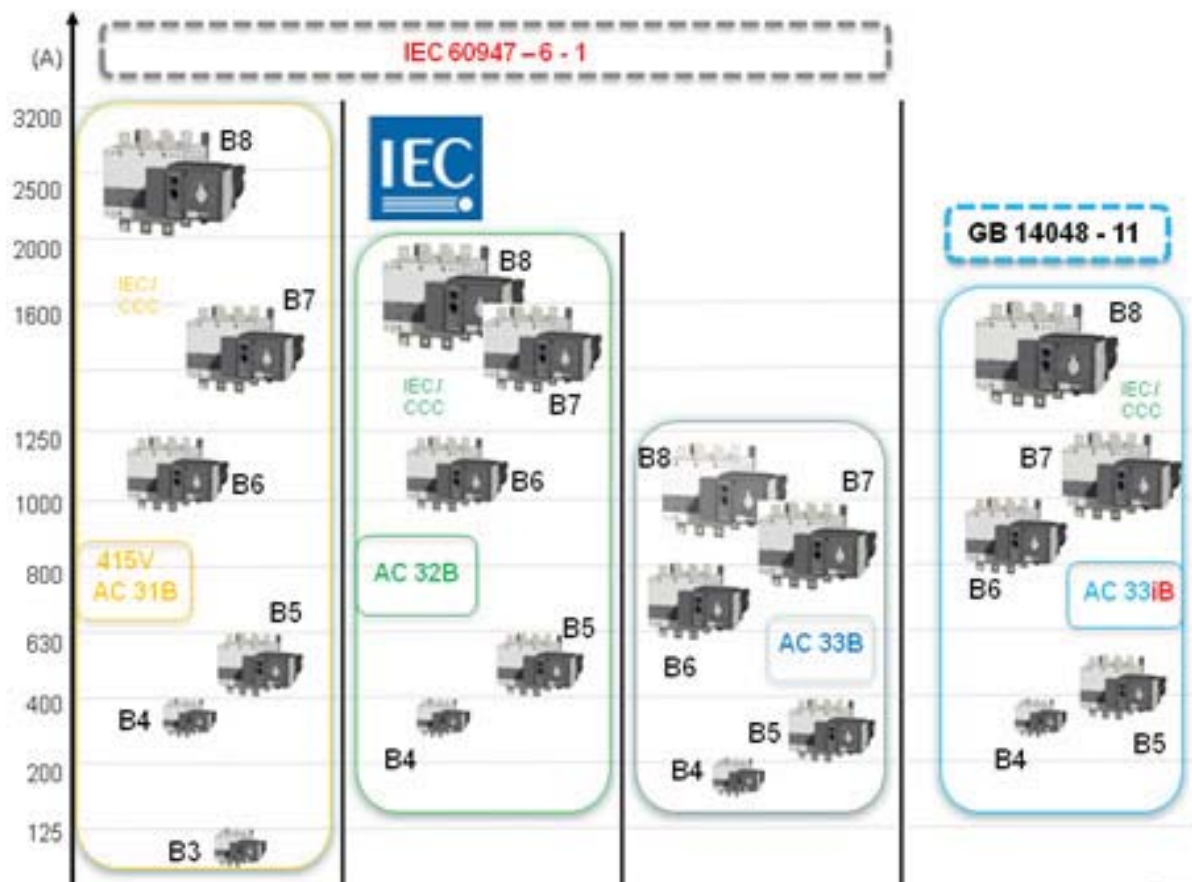 (A)
IEC 60947 – 6 - 1
3200
2500
2000
1600
1250
1000
800
630
400
200
125
B8
IEC/
CCC
B7
B6
415V
AC 31B
B5
B4
B3
IEC
B8
IEC/
CCC
B7
B6
AC 32B
B5
B4
B8
B7
B6
AC 33B
B5
B4
GB 14048 - 11
B8
IEC/
CCC
B7
B6
AC 33iB
B4
B5